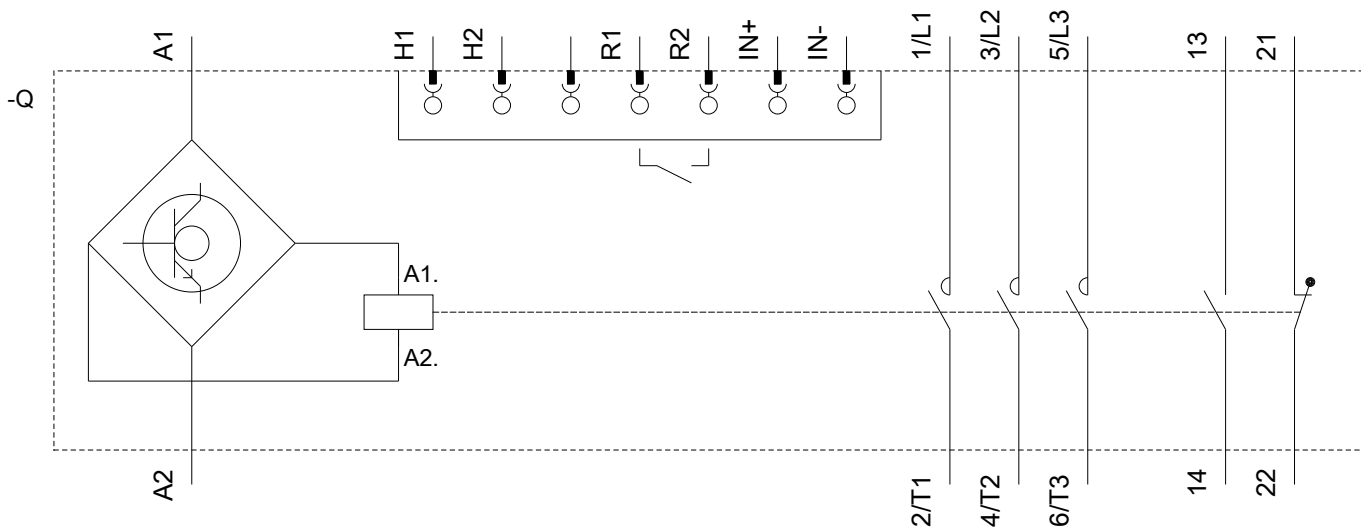 A1
H1
H2
R1
R2
IN+
IN-
1/L1
3/L2
5/L3
13
21
-Q
A1.
A2.
A2
2/T1
4/T2
6/T3
14
22